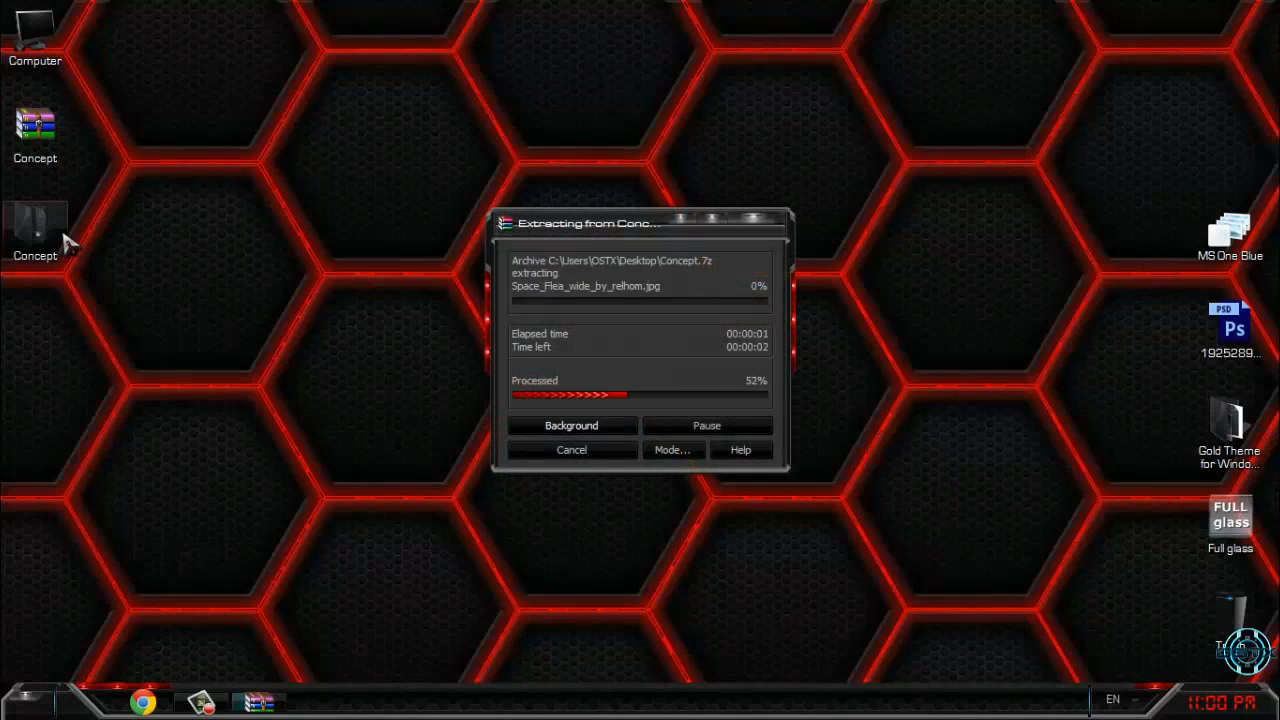 Computer
Concept
Concept
Extracting from Conc...
Archive C:\Users\OSTX\Desktop\Concept.7z
extracting
Space_Flea_wide_by_relhom.jpg 0%
Elapsed time 00:00:01
Time left 00:00:02
Processed 52%
Background Pause
Cancel Mode... Help
MS One Blue
PSD
Ps
1925289...
Gold Theme
for Windo...
FULL
glass
Full glass
EN
11:00 PM